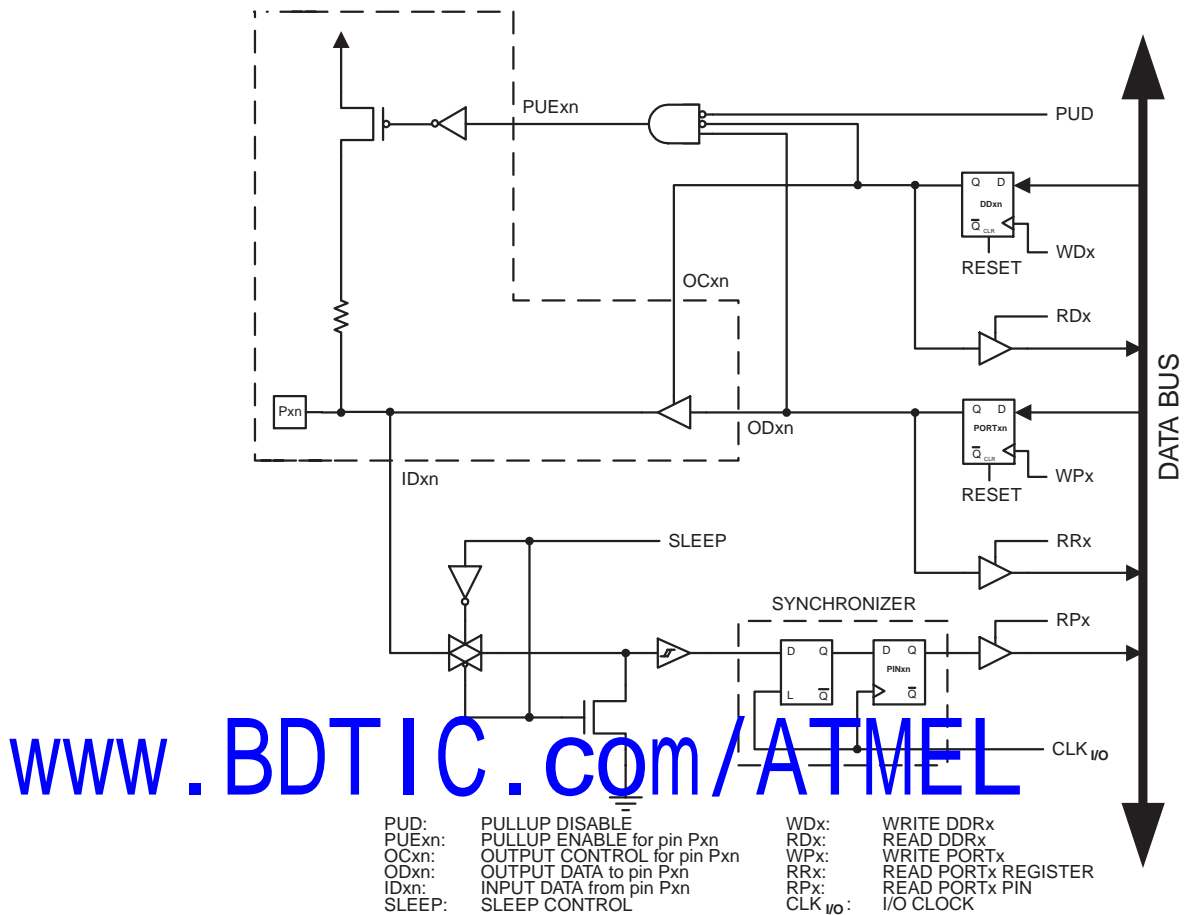 PUExn
PUD
Q D
DDxn
Q CLR
WDx
RESET
OCxn
RDx
Pxn
ODxn
Q D
PORTxn
Q CLR
WPx
RESET
IDxn
DATA BUS
SLEEP
RRx
SYNCHRONIZER
RPx
D Q
L Q
D Q
PINxn
Q
CLK I/O
www.BDTIC.com/ATMEL
PUD: PULLUP DISABLE
PUExn: PULLUP ENABLE for pin Pxn
OCxn: OUTPUT CONTROL for pin Pxn
ODxn: OUTPUT DATA to pin Pxn
IDxn: INPUT DATA from pin Pxn
SLEEP: SLEEP CONTROL
WDx: WRITE DDRx
RDx: READ DDRx
WPx: WRITE PORTx
RRx: READ PORTx REGISTER
RPx: READ PORTx PIN
CLK I/O: I/O CLOCK